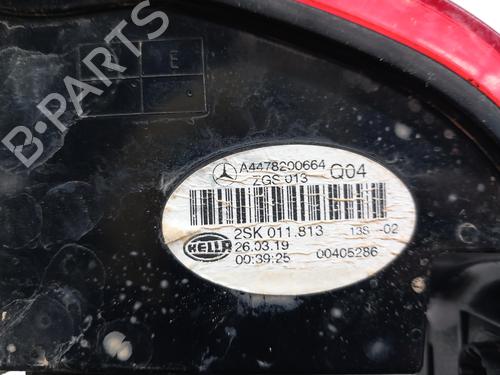 E
B-PARTS
A4478200664
ZGS 013 Q04
2SK 011.813 13S -02
HELLA
26.03.19
00:39:25 00405286